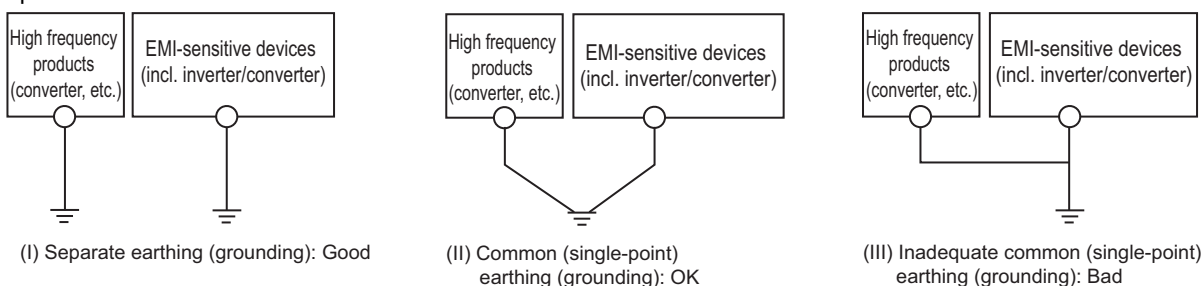 High frequency
products
(converter, etc.)
EMI-sensitive devices
(incl. inverter/converter)
(I) Separate earthing (grounding): Good
High frequency
products
(converter, etc.)
EMI-sensitive devices
(incl. inverter/converter)
(II) Common (single-point)
earthing (grounding): OK
High frequency
products
(converter, etc.)
EMI-sensitive devices
(incl. inverter/converter)
(III) Inadequate common (single-point)
earthing (grounding): Bad